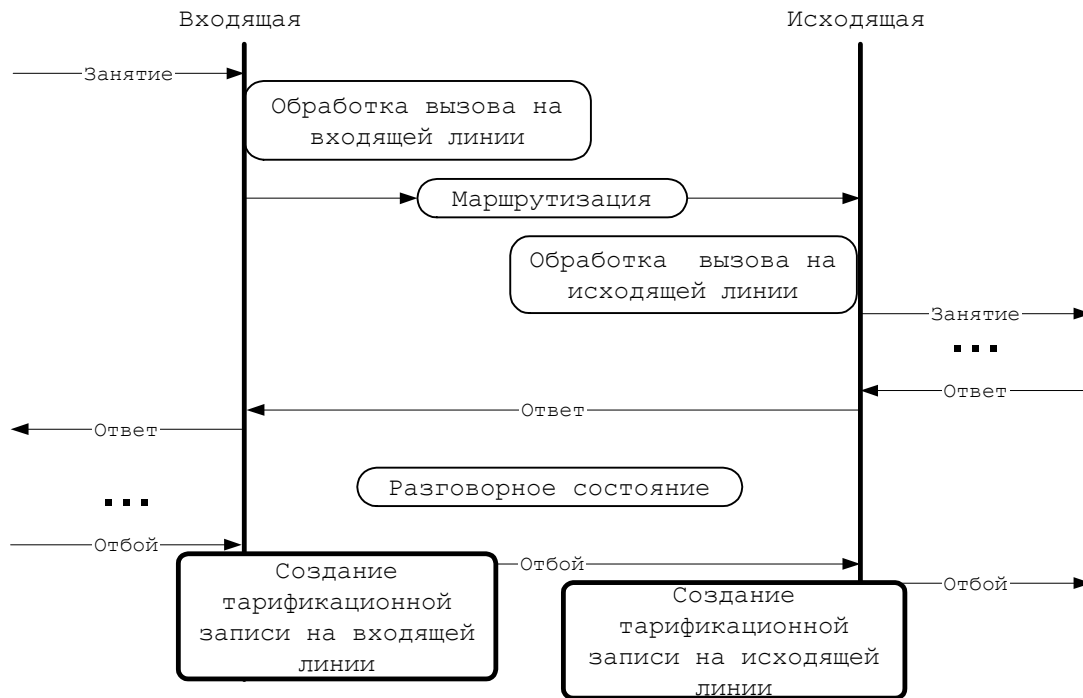 Входящая
Исходящая
Занятие
Обработка вызова на
входящей линии
Маршрутизация
Обработка вызова на
исходящей линии
Занятие
...
Ответ
Ответ
Ответ
Разговорное состояние
...
Отбой
Отбой
Отбой
Создание
тарификационной
записи на входящей
линии
Создание
тарификационной
записи на исходящей
линии